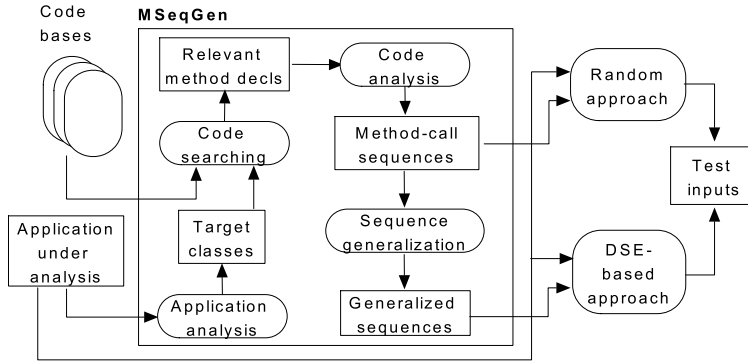 Code
bases
MSeqGen
Relevant
method decls
Code
analysis
Random
approach
Code
searching
Method-call
sequences
Test
inputs
Application
under
analysis
Target
classes
Sequence
generalization
DSE-
based
approach
Application
analysis
Generalized
sequences